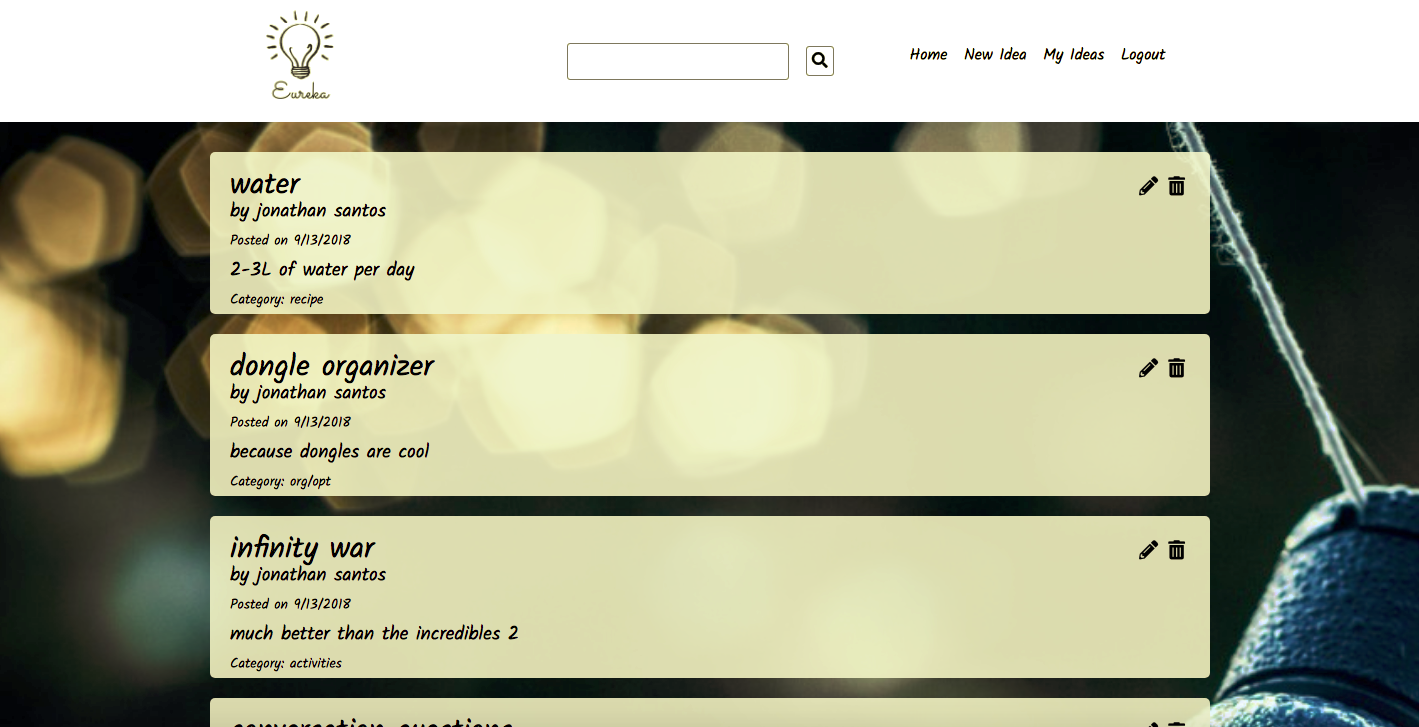 Eureka
Home New Idea My Ideas Logout
water
by jonathan santos
Posted on 9/13/2018
2-3L of water per day
Category: recipe
dongle organizer
by jonathan santos
Posted on 9/13/2018
because dongles are cool
Category: org/opt
infinity war
by jonathan santos
Posted on 9/13/2018
much better than the incredibles 2
Category: activities
conversation questions